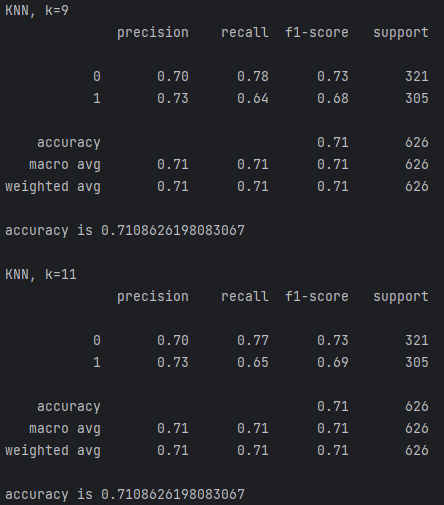 KNN, k=9
precision recall f1-score support
0 0.70 0.78 0.73 321
1 0.73 0.64 0.68 305
accuracy 0.71 626
macro avg 0.71 0.71 0.71 626
weighted avg 0.71 0.71 0.71 626
accuracy is 0.7108626198083067
KNN, k=11
precision recall f1-score support
0 0.70 0.77 0.73 321
1 0.73 0.65 0.69 305
accuracy 0.71 626
macro avg 0.71 0.71 0.71 626
weighted avg 0.71 0.71 0.71 626
accuracy is 0.7108626198083067